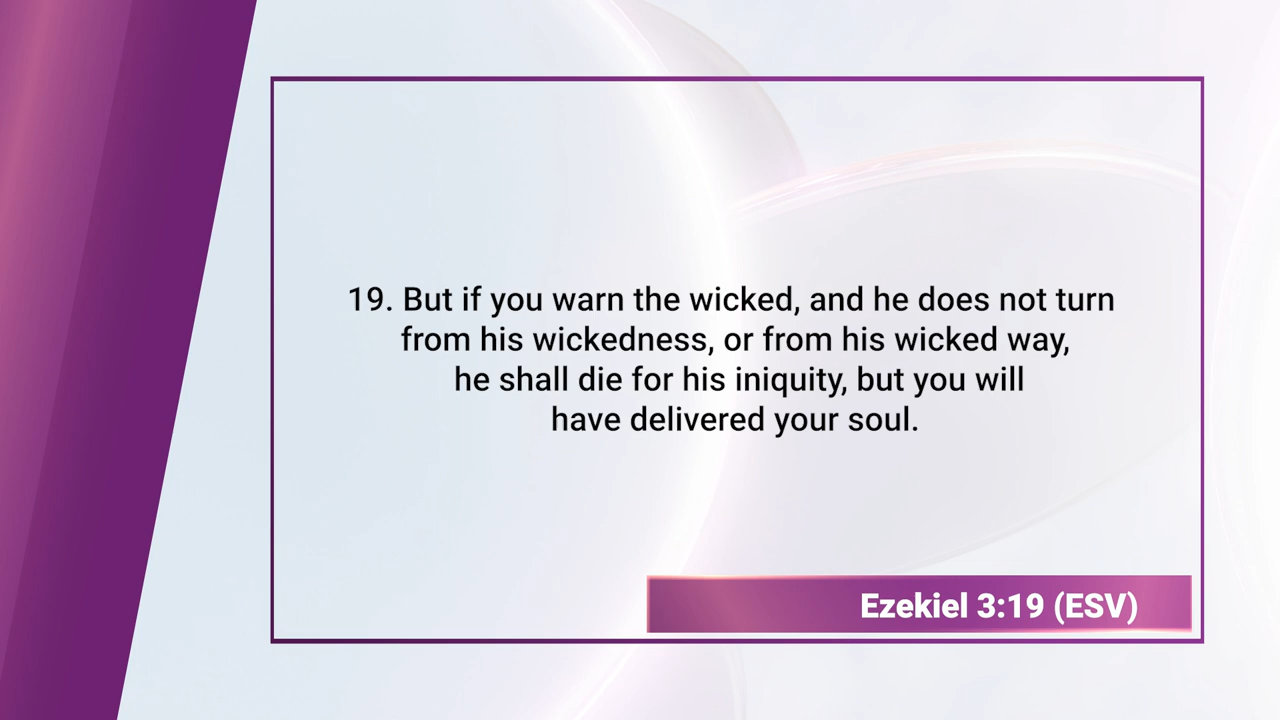 19. But if you warn the wicked, and he does not turn
from his wickedness, or from his wicked way,
he shall die for his iniquity, but you will
have delivered your soul.
Ezekiel 3:19 (ESV)